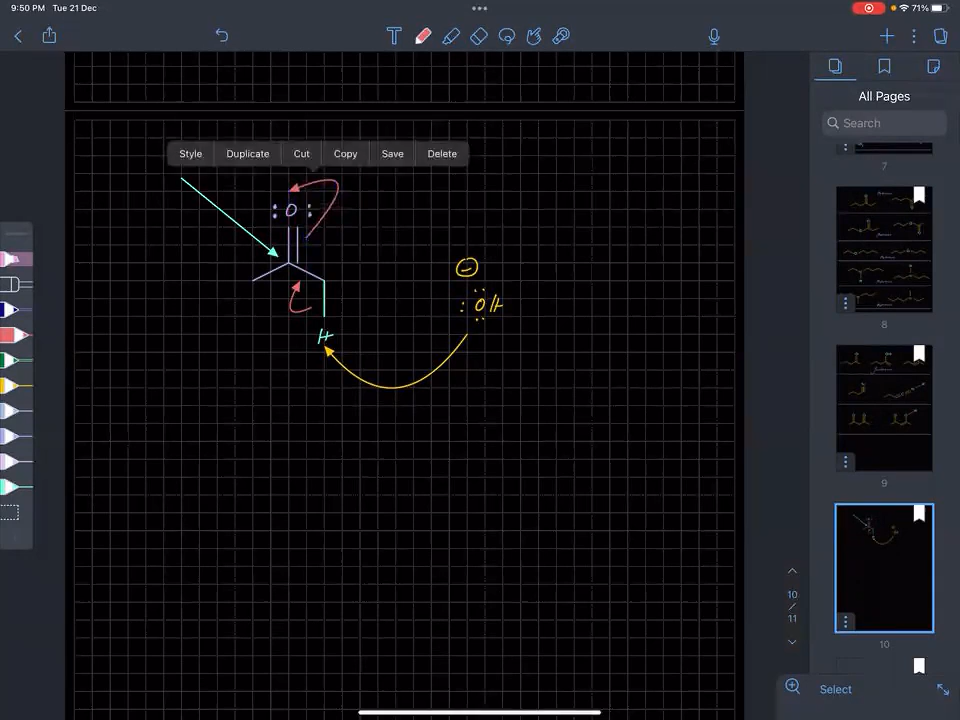 9:50 PM Tue 21 Dec
71%
T
All Pages
Search
Style Duplicate Cut Copy Save Delete
7
: O :
−
: OH
H
8
9
10
/
11
10
Select